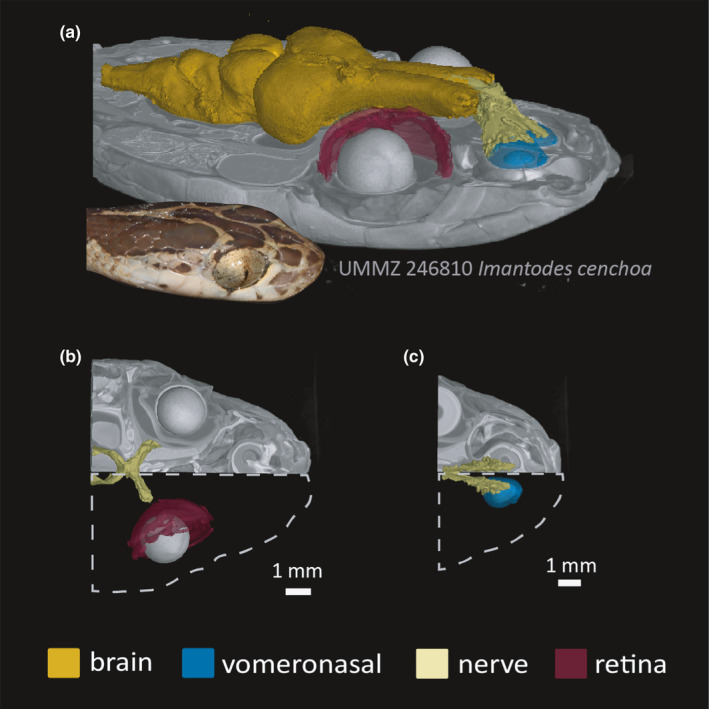 (a)
UMMZ 246810 Imantodes cenchoa
(b)
(c)
1 mm
1 mm
brain
vomeronasal
nerve
retina